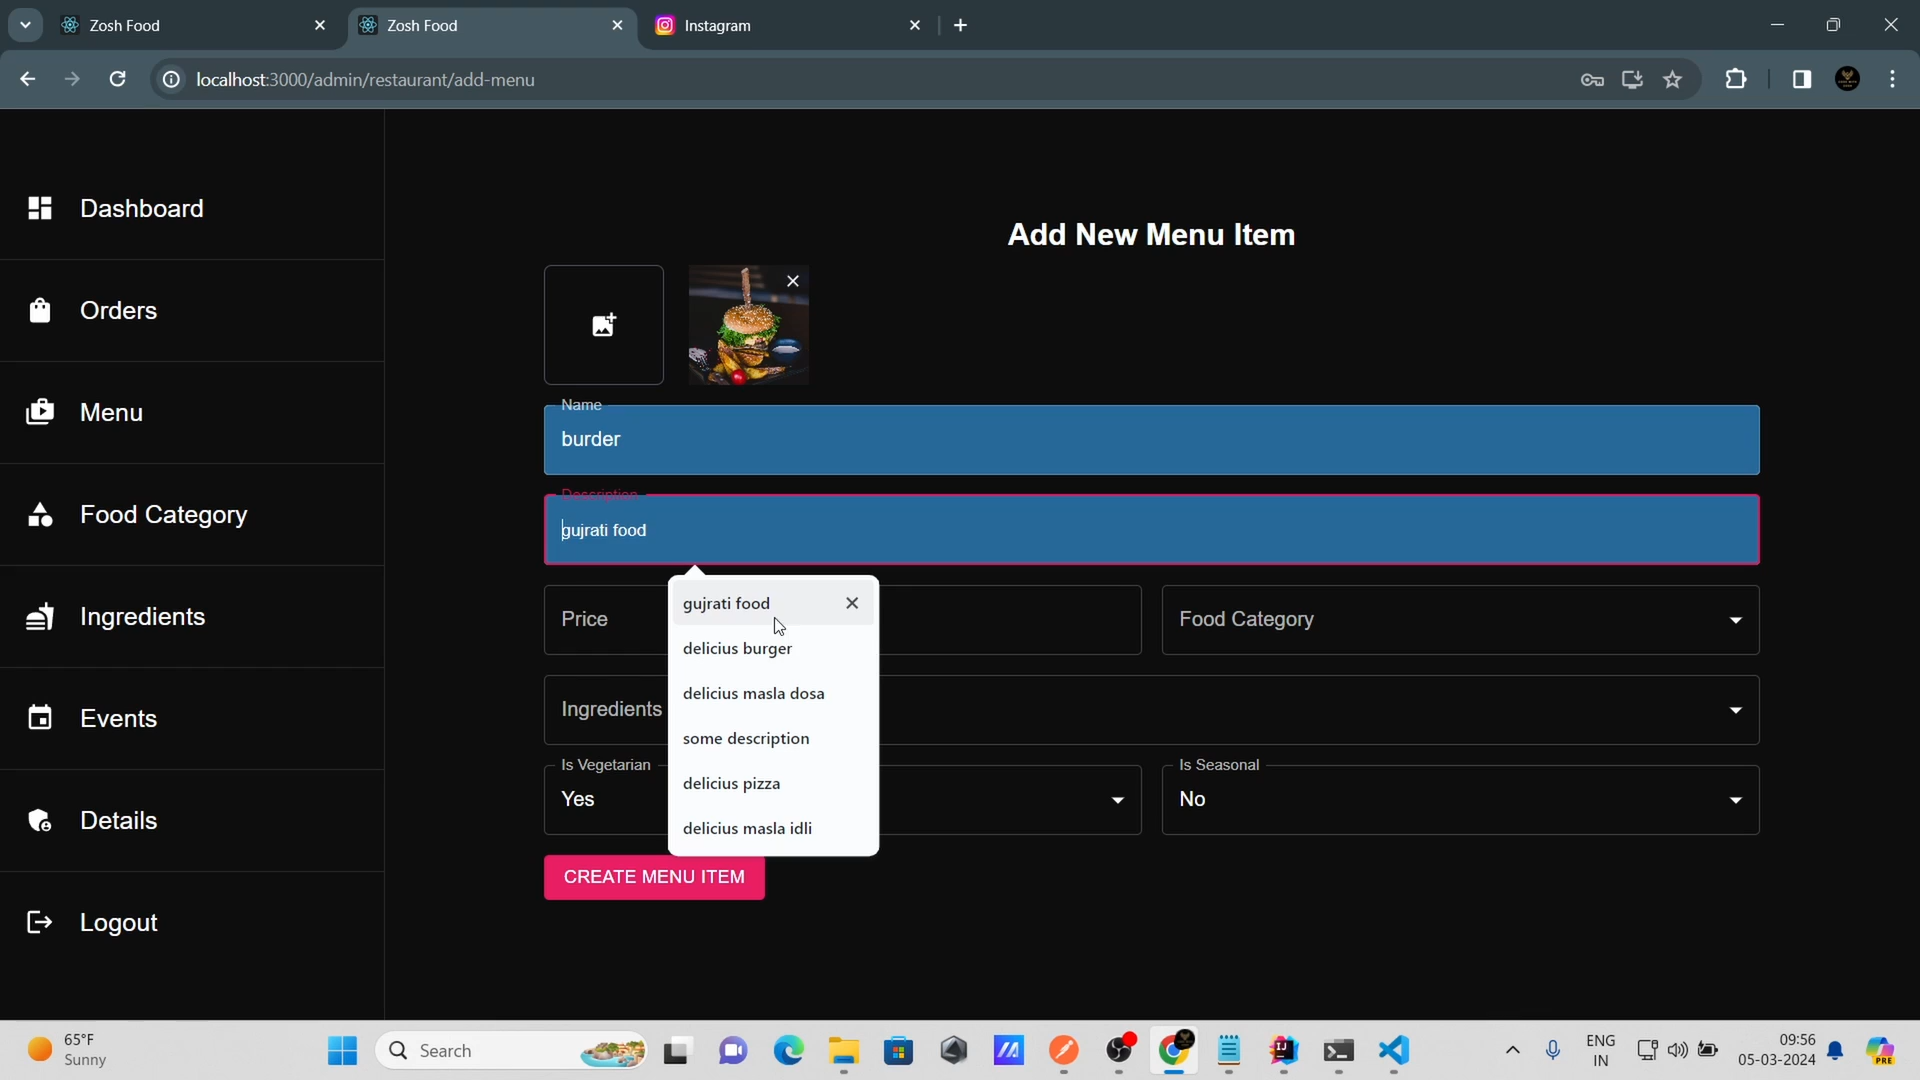 Zosh Food
Zosh Food
Instagram
localhost:3000/admin/restaurant/add-menu
Dashboard
Orders
Menu
Food Category
Ingredients
Events
Details
Logout
Add New Menu Item
Name
burder
Description
gujrati food
gujrati food
delicius burger
delicius masla dosa
some description
delicius pizza
delicius masla idli
Price
Food Category
Ingredients
Is Vegetarian
Yes
Is Seasonal
No
CREATE MENU ITEM
65°F
Sunny
Search
ENG
IN
09:56
05-03-2024
PRE